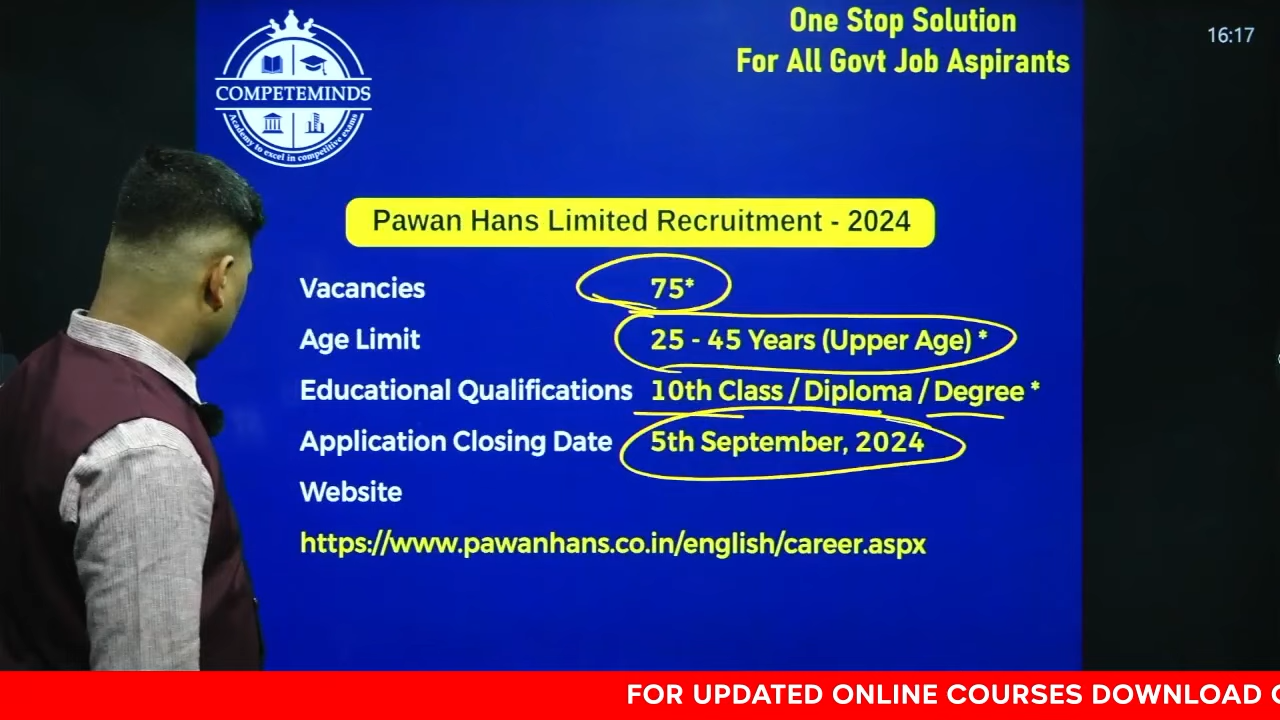 One Stop Solution
For All Govt Job Aspirants
16:17
COMPETEMINDS
Academy to excel in competitive exams
Pawan Hans Limited Recruitment - 2024
Vacancies 75*
Age Limit 25 - 45 Years (Upper Age) *
Educational Qualifications 10th Class / Diploma / Degree *
Application Closing Date 5th September, 2024
Website
https://www.pawanhans.co.in/english/career.aspx
FOR UPDATED ONLINE COURSES DOWNLOAD